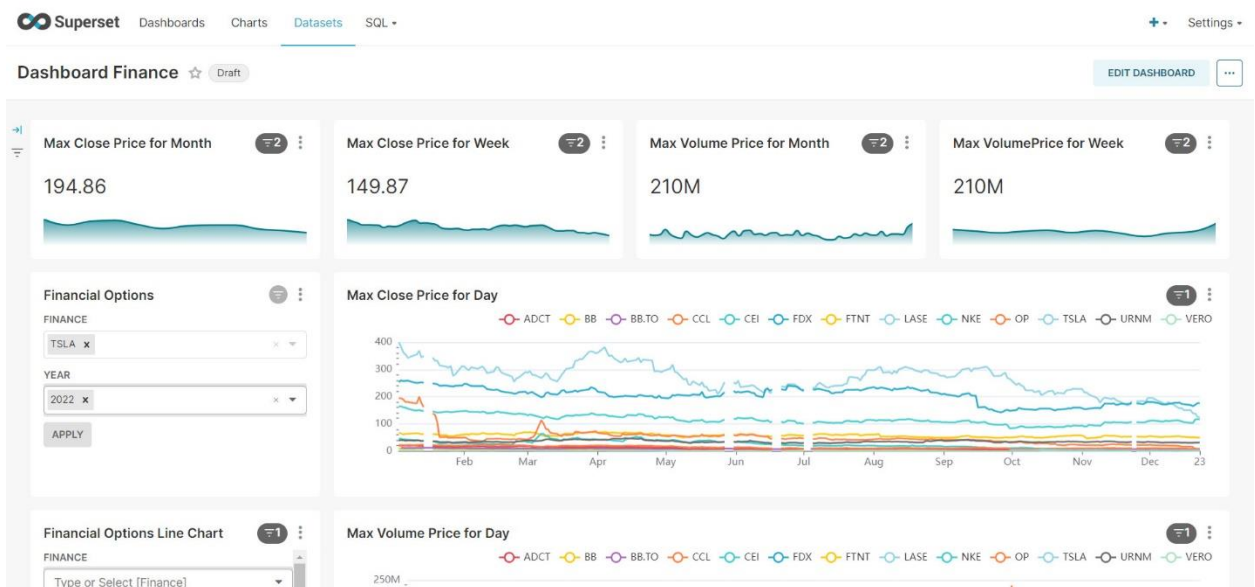 Superset Dashboards Charts Datasets SQL Settings
Dashboard Finance Draft EDIT DASHBOARD ...
Max Close Price for Month 2
194.86
Max Close Price for Week 2
149.87
Max Volume Price for Month 2
210M
Max VolumePrice for Week 2
210M
Financial Options
FINANCE
TSLA x
YEAR
2022 x
APPLY
Max Close Price for Day 1
ADCT BB BB.TO CCL CEI FDX FTNT LASE NKE OP TSLA URNM VERO
400
300
200
100
0
Feb Mar Apr May Jun Jul Aug Sep Oct Nov Dec 23
Financial Options Line Chart 1
FINANCE
Type or Select [Finance]
Max Volume Price for Day 1
ADCT BB BB.TO CCL CEI FDX FTNT LASE NKE OP TSLA URNM VERO
250M